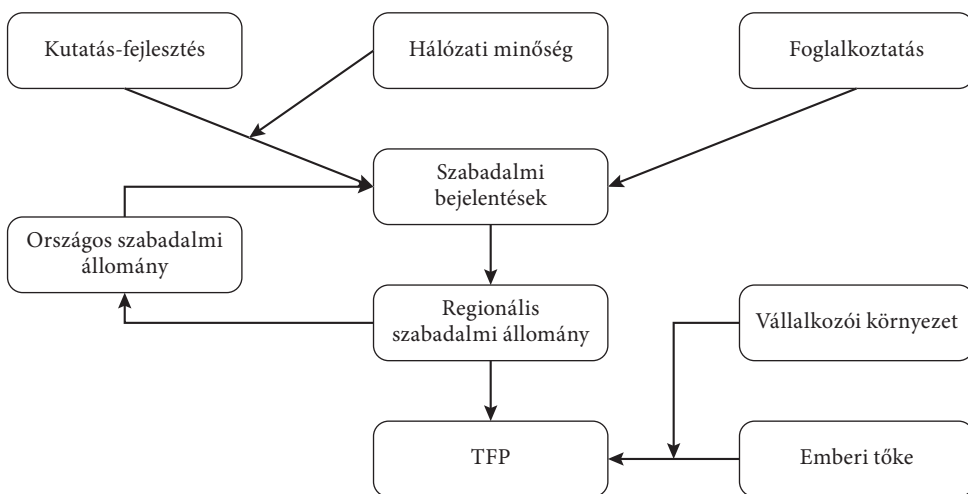 Kutatás-fejlesztés
Hálózati minőség
Foglalkoztatás
Szabadalmi
bejelentések
Országos szabadalmi
állomány
Regionális
szabadalmi állomány
Vállalkozói környezet
TFP
Emberi tőke